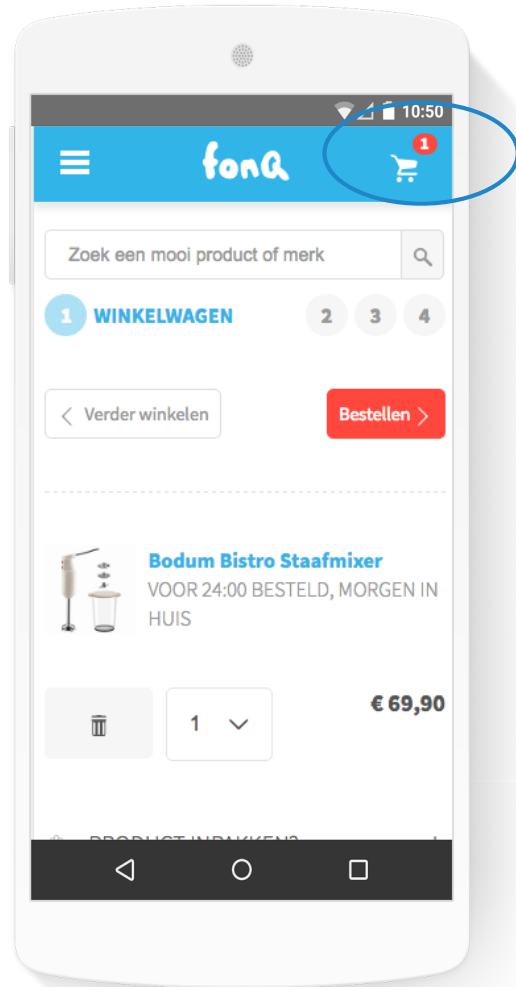 10:50
fonQ
1
Zoek een mooi product of merk
1 WINKELWAGEN 2 3 4
Verder winkelen
Bestellen
Bodum Bistro Staafmixer
VOOR 24:00 BESTELD, MORGEN IN
HUIS
1
€ 69,90
PRODUCT INPAKKEN?